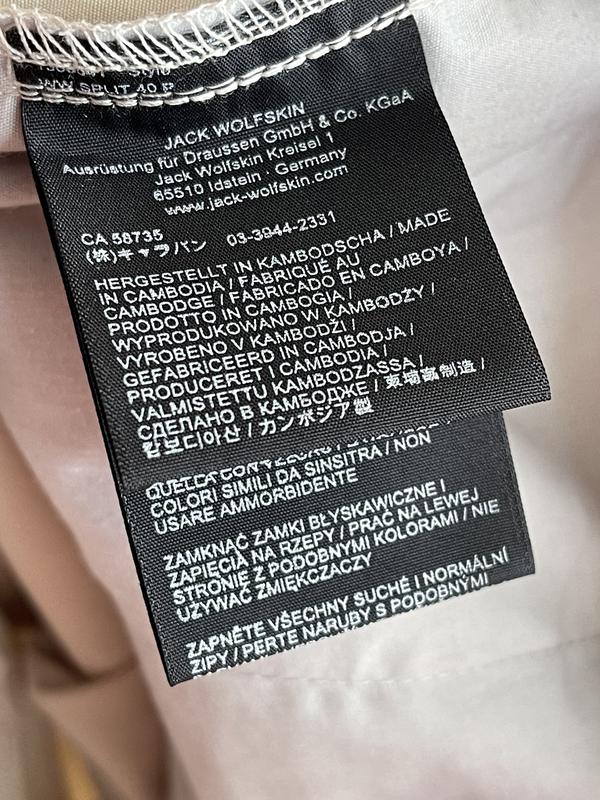 JACK WOLFSKIN
Ausrüstung für Draussen GmbH & Co. KGaA
Jack Wolfskin Kreisel 1
65510 Idstein · Germany
www.jack-wolfskin.com
CA 58735
(株)キャラバン 03-3944-2331
HERGESTELLT IN KAMBODSCHA / MADE
IN CAMBODIA / FABRIQUÉ AU
CAMBODGE / FABRICADO EN CAMBOYA /
PRODOTTO IN CAMBOGIA /
WYPRODUKOWANO W KAMBODŻY /
VYROBENO V KAMBODŽI /
GEFABRICEERD IN CAMBODJA /
PRODUCERET I CAMBODIA /
VALMISTETTU KAMBODZASSA /
СДЕЛАНО В КАМБОДЖЕ / 柬埔寨制造 /
캄보디아산 / カンボジア製
COLORI SIMILI DA SINSITRA / NON
USARE AMMORBIDENTE
ZAMKNĄĆ ZAMKI BŁYSKAWICZNE I
ZAPIĘCIA NA RZEPY / PRAĆ NA LEWEJ
STRONIE Z PODOBNYMI KOLORAMI / NIE
UŻYWAĆ ZMIĘKCZACZY
ZAPNĚTE VŠECHNY SUCHÉ I NORMÁLNÍ
ZIPY / PERTE NARUBY S PODOBNÝMI